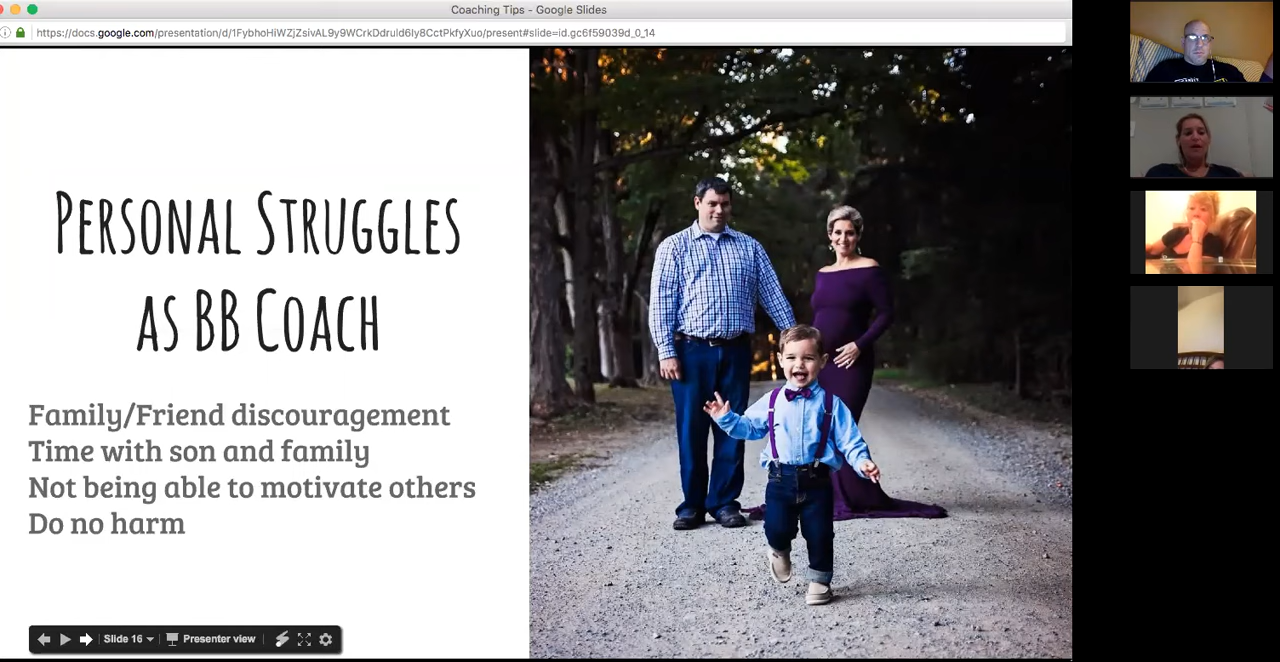 Coaching Tips - Google Slides
https://docs.google.com/presentation/d/1FybhoHiWZjZsivAL9y9WCrkDdruld6Iy8CctPkfyXuo/present#slide=id.gc6f59039d_0_14
Personal Struggles
as BB Coach
Family/Friend discouragement
Time with son and family
Not being able to motivate others
Do no harm
Slide 16
Presenter view